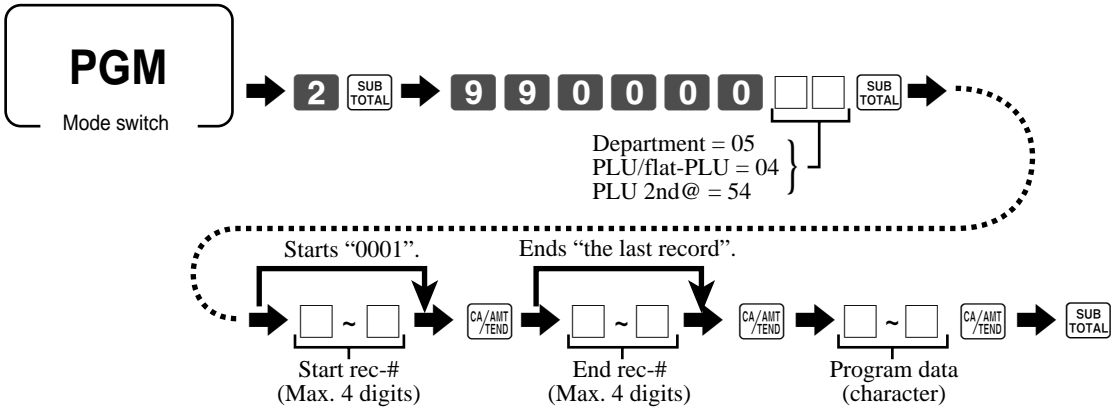 PGM
Mode switch
2 SUB TOTAL 9 9 0 0 0 0 SUB TOTAL
Department = 05
PLU/flat-PLU = 04
PLU 2nd@ = 54
Starts “0001”. Ends “the last record”.
~ CA/AMT /TEND ~ CA/AMT /TEND ~ CA/AMT /TEND SUB TOTAL
Start rec-# End rec-# Program data
(Max. 4 digits) (Max. 4 digits) (character)